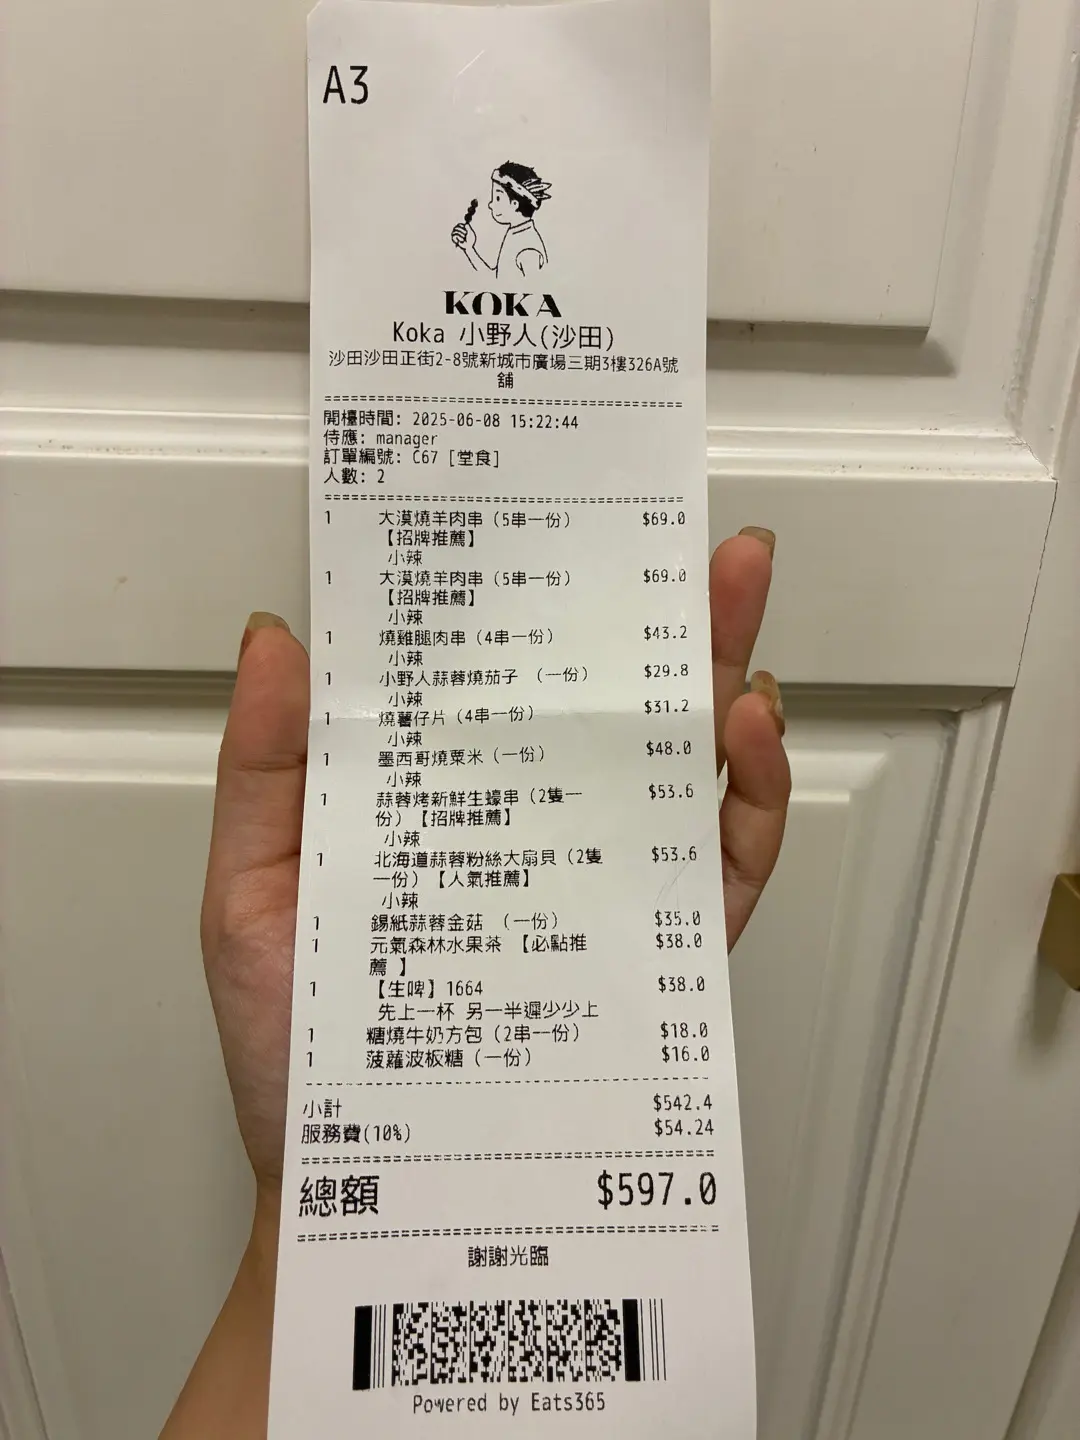 A3
KOKA
Koka 小野人(沙田)
沙田沙田正街2-8號新城市廣場三期3樓326A號
舖
開檯時間: 2025-06-08 15:22:44
侍應: manager
訂單編號: C67 [堂食]
人數: 2
1 大漠燒羊肉串 (5串一份) $69.0
【招牌推薦】
小辣
1 大漠燒羊肉串 (5串一份) $69.0
【招牌推薦】
小辣
1 燒雞腿肉串 (4串一份) $43.2
小辣
1 小野人蒜蓉燒茄子 (一份) $29.8
小辣
1 燒薯仔片 (4串一份) $31.2
小辣
1 墨西哥燒粟米 (一份) $48.0
小辣
1 蒜蓉烤新鮮生蠔串 (2隻一 $53.6
份) 【招牌推薦】
小辣
1 北海道蒜蓉粉絲大扇貝 (2隻 $53.6
一份) 【人氣推薦】
小辣
1 錫紙蒜蓉金菇 (一份) $35.0
1 元氣森林水果茶 【必點推 $38.0
薦 】
1 【生啤】1664 $38.0
先上一杯 另一半遲少少上
1 糖燒牛奶方包 (2串一份) $18.0
1 菠蘿波板糖 (一份) $16.0
小計 $542.4
服務費(10%) $54.24
總額 $597.0
謝謝光臨
Powered by Eats365